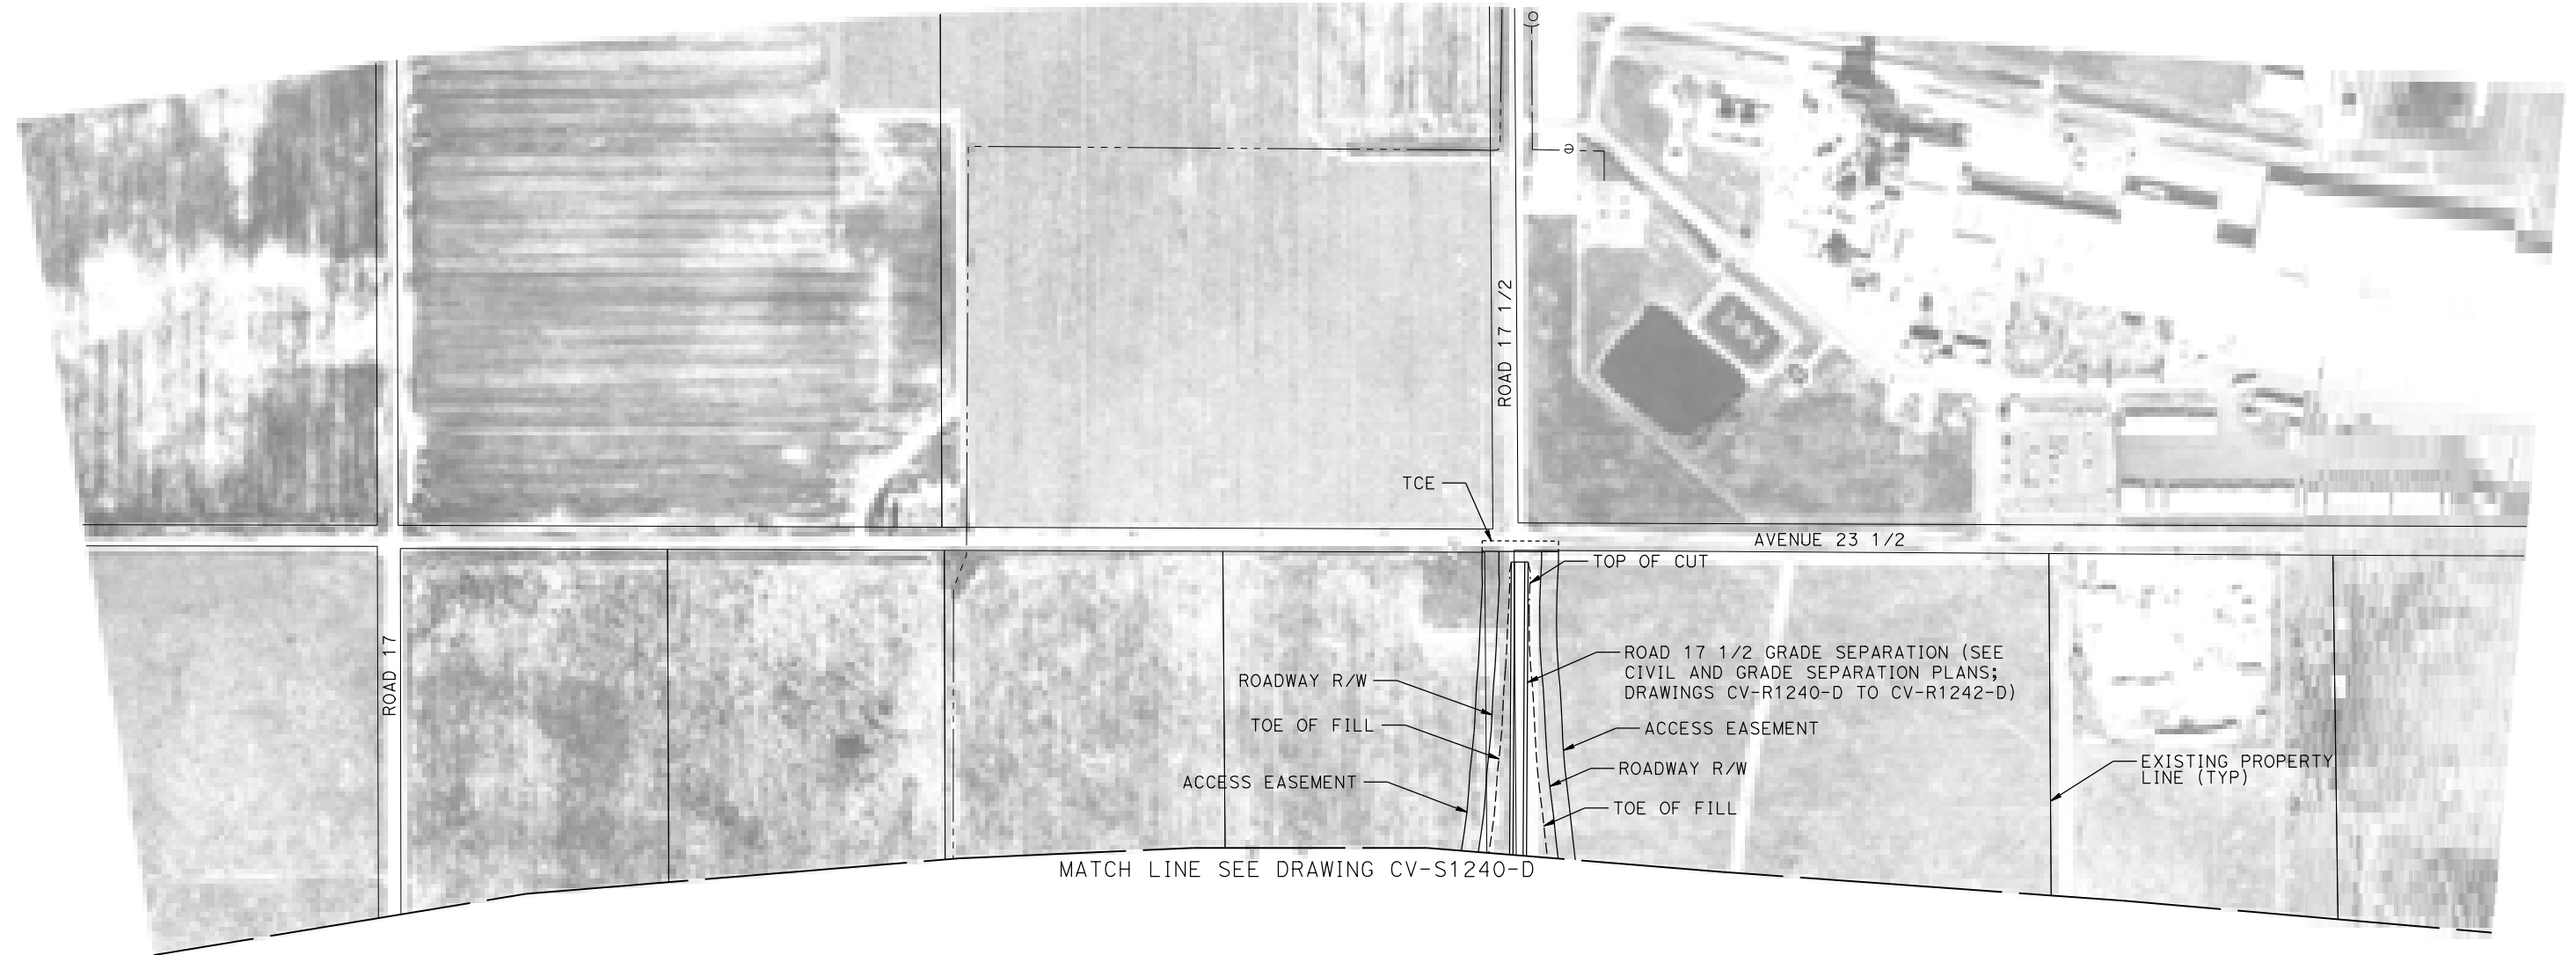 O
e
ROAD 17 1/2
TCE
AVENUE 23 1/2
TOP OF CUT
ROAD 17
ROAD 17 1/2 GRADE SEPARATION (SEE
CIVIL AND GRADE SEPARATION PLANS;
DRAWINGS CV-R1240-D TO CV-R1242-D)
ROADWAY R/W
TOE OF FILL
ACCESS EASEMENT
ACCESS EASEMENT
ROADWAY R/W
TOE OF FILL
EXISTING PROPERTY
LINE (TYP)
MATCH LINE SEE DRAWING CV-S1240-D